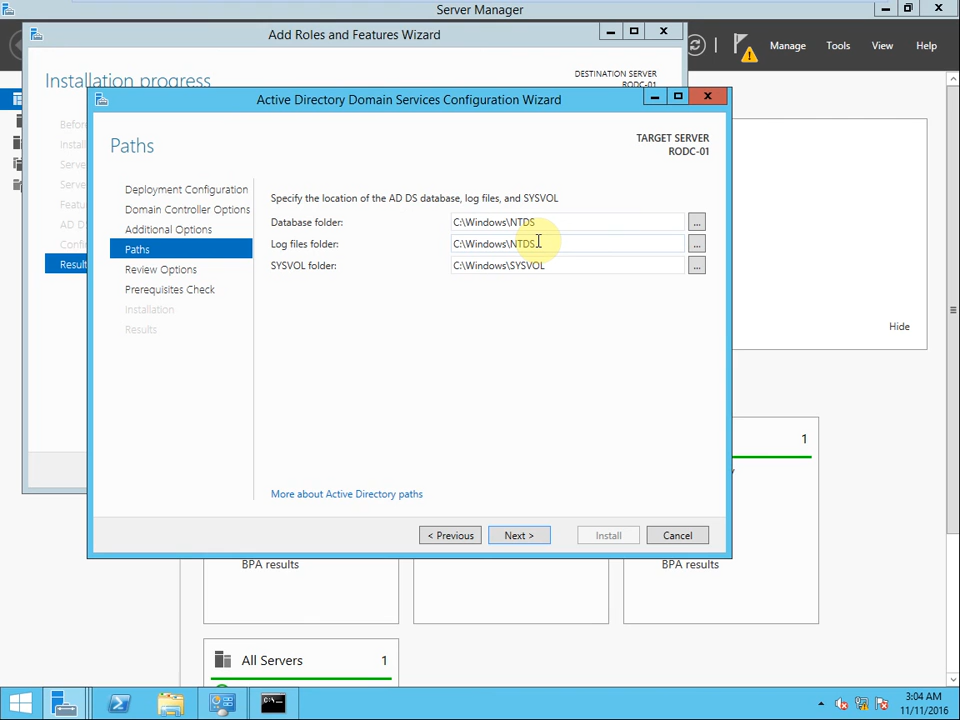 Server Manager
Manage
Tools
View
Help
Add Roles and Features Wizard
Installation progress
DESTINATION SERVER
RODC-01
Active Directory Domain Services Configuration Wizard
Paths
TARGET SERVER
RODC-01
Deployment Configuration
Domain Controller Options
Additional Options
Paths
Review Options
Prerequisites Check
Installation
Results
Specify the location of the AD DS database, log files, and SYSVOL
Database folder:
C:\Windows\NTDS
...
Log files folder:
C:\Windows\NTDS
...
SYSVOL folder:
C:\Windows\SYSVOL
...
More about Active Directory paths
< Previous
Next >
Install
Cancel
AD D
Hide
1
BPA results
BPA results
All Servers
1
3:04 AM
11/11/2016